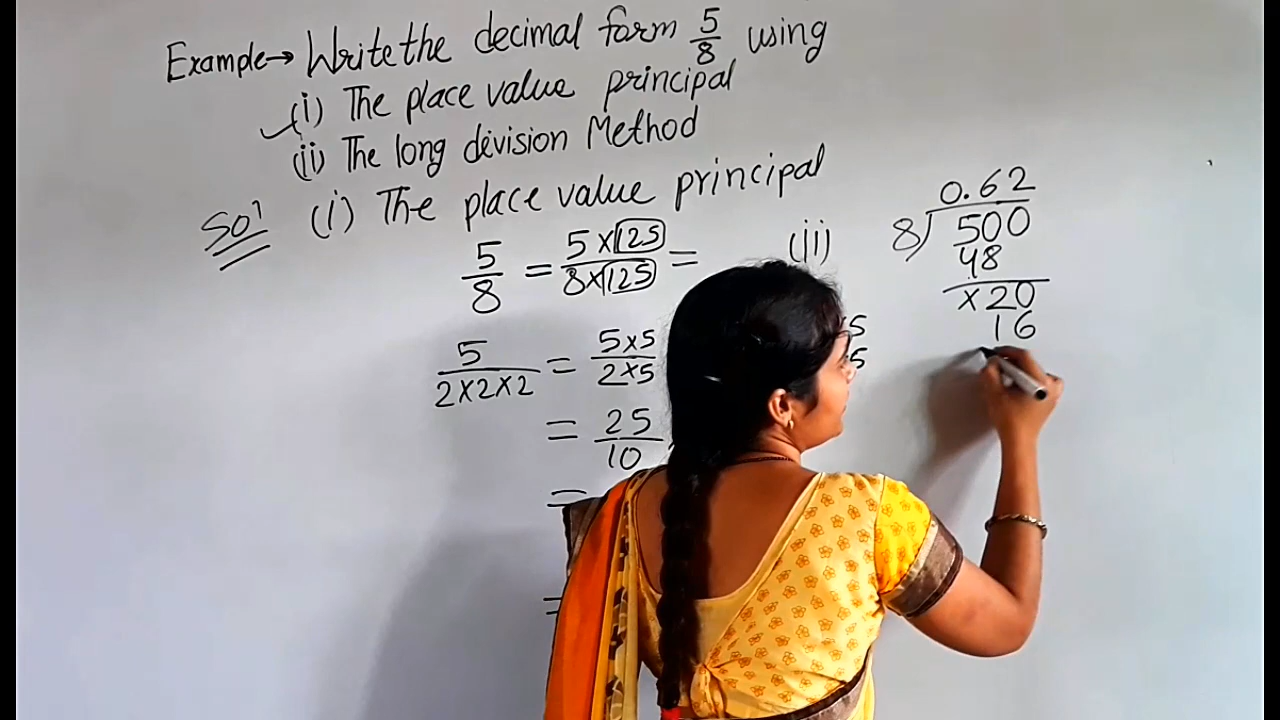 Example→ Write the decimal form 5/8 using
(i) The place value principal
(ii) The long division Method
Sol (i) The place value principal
5/8 = 5×125/8×125 =
5/2×2×2 = 5×5/2×5
= 25/10
=
=
×5
×5
(ii)
0.62
8) 500
48
×20
16